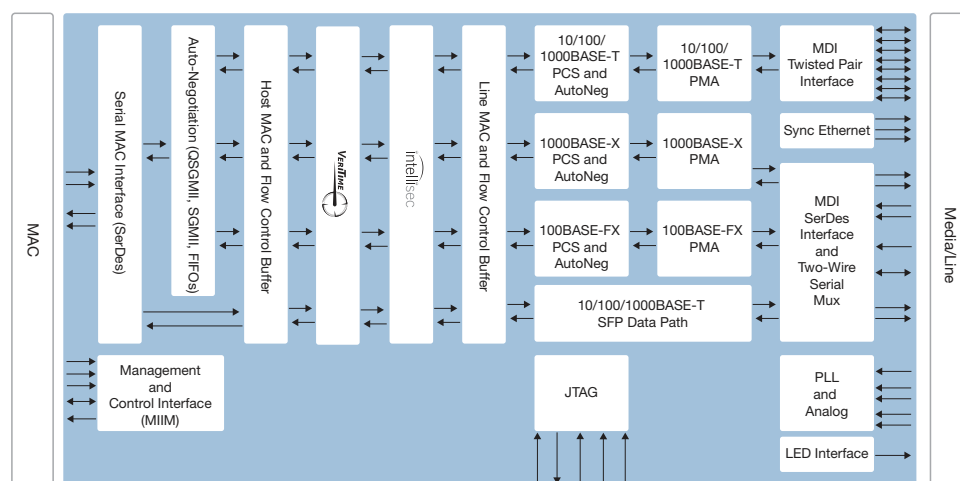 MAC
Serial MAC Interface (SerDes)
Auto-Negotiation (QSGMII, SGMII, FIFOs)
Host MAC and Flow Control Buffer
VERITIME
intellisec
Line MAC and Flow Control Buffer
10/100/
1000BASE-T
PCS and
AutoNeg
10/100/
1000BASE-T
PMA
MDI
Twisted Pair
Interface
Sync Ethernet
1000BASE-X
PCS and
AutoNeg
1000BASE-X
PMA
MDI
SerDes
Interface
and
Two-Wire
Serial
Mux
100BASE-FX
PCS and
AutoNeg
100BASE-FX
PMA
10/100/1000BASE-T
SFP Data Path
Management
and
Control Interface
(MIIM)
JTAG
PLL
and
Analog
LED Interface
Media/Line